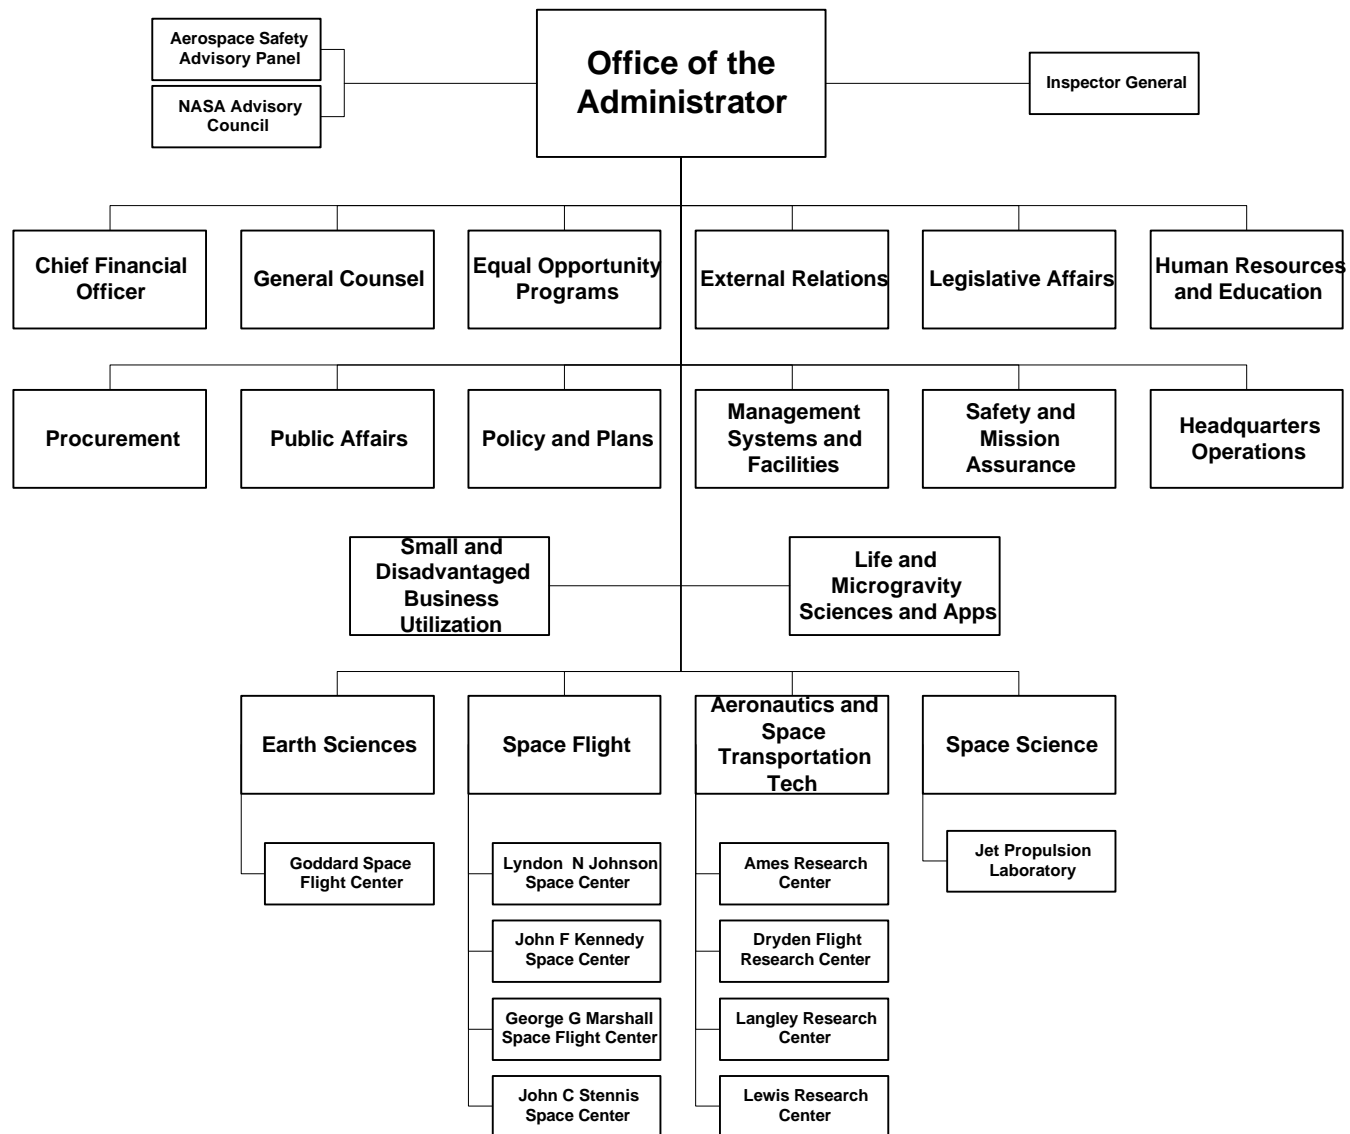 Aerospace Safety
Advisory Panel
NASA Advisory
Council
Office of the
Administrator
Inspector General
Chief Financial
Officer
General Counsel
Equal Opportunity
Programs
External Relations
Legislative Affairs
Human Resources
and Education
Procurement
Public Affairs
Policy and Plans
Management
Systems and
Facilities
Safety and
Mission
Assurance
Headquarters
Operations
Small and
Disadvantaged
Business
Utilization
Life and
Microgravity
Sciences and Apps
Earth Sciences
Space Flight
Aeronautics and
Space
Transportation
Tech
Space Science
Goddard Space
Flight Center
Lyndon  N Johnson
Space Center
Ames Research
Center
Jet Propulsion
Laboratory
John F Kennedy
Space Center
Dryden Flight
Research Center
George G Marshall
Space Flight Center
Langley Research
Center
John C Stennis
Space Center
Lewis Research
Center